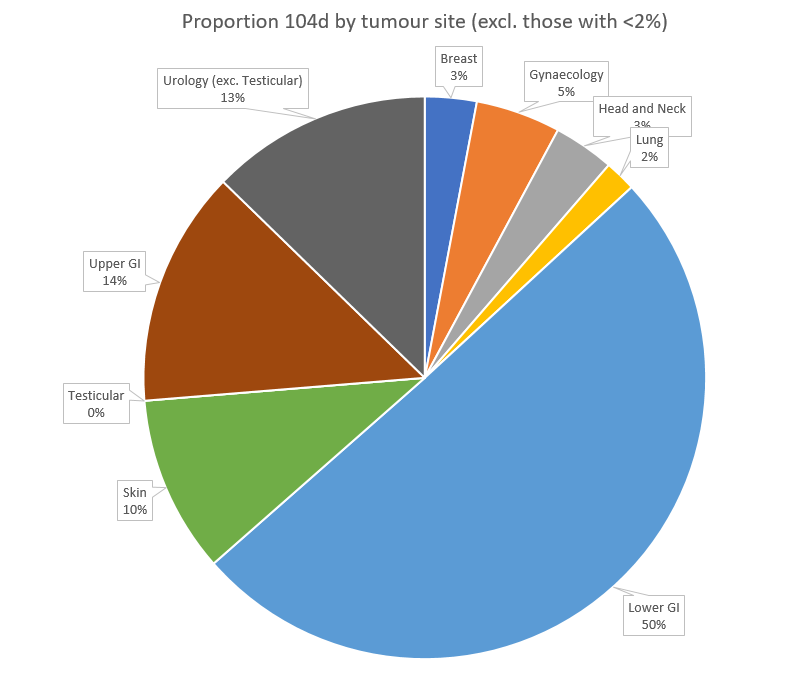 Proportion 104d by tumour site (excl. those with <2%)
Breast
3%
Gynaecology
5%
Head and Neck
3%
Lung
2%
Lower GI
50%
Skin
10%
Testicular
0%
Upper GI
14%
Urology (exc. Testicular)
13%